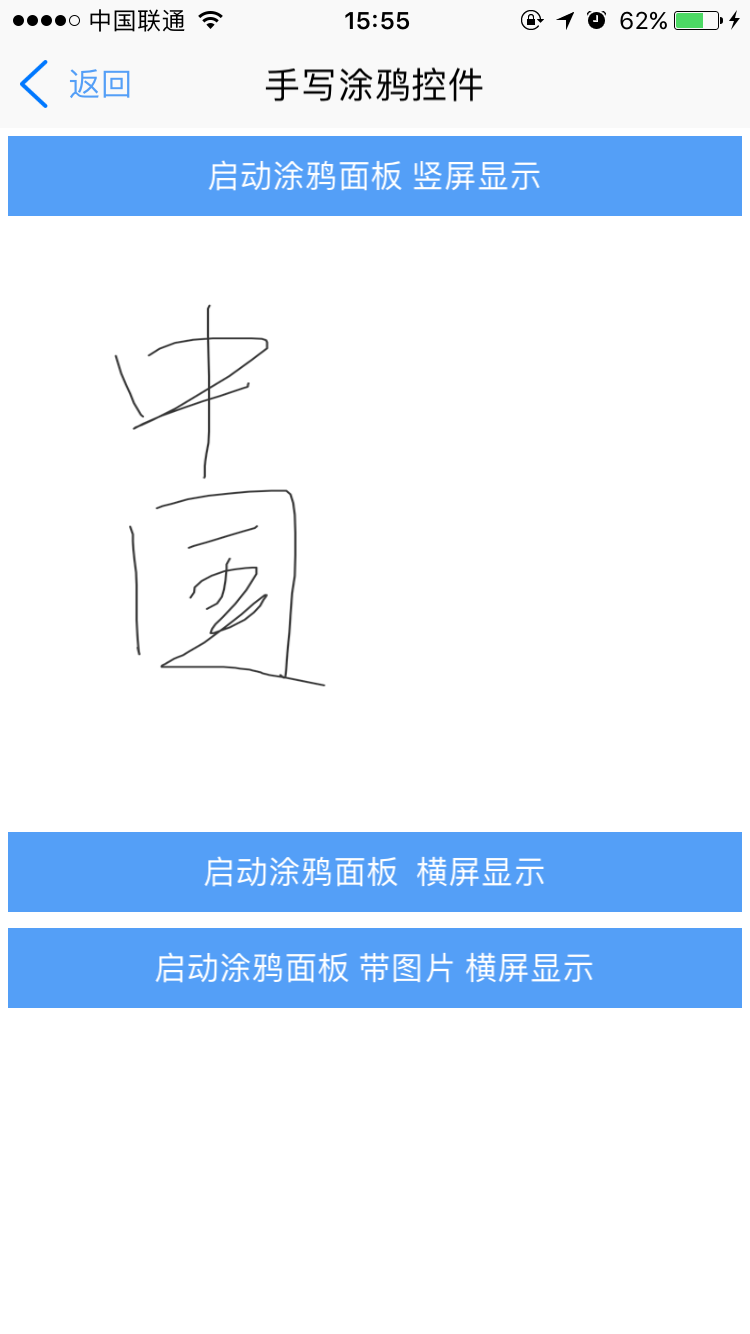 中国联通 15:55 62%
返回 手写涂鸦控件
启动涂鸦面板 竖屏显示
中
国
启动涂鸦面板 横屏显示
启动涂鸦面板 带图片 横屏显示